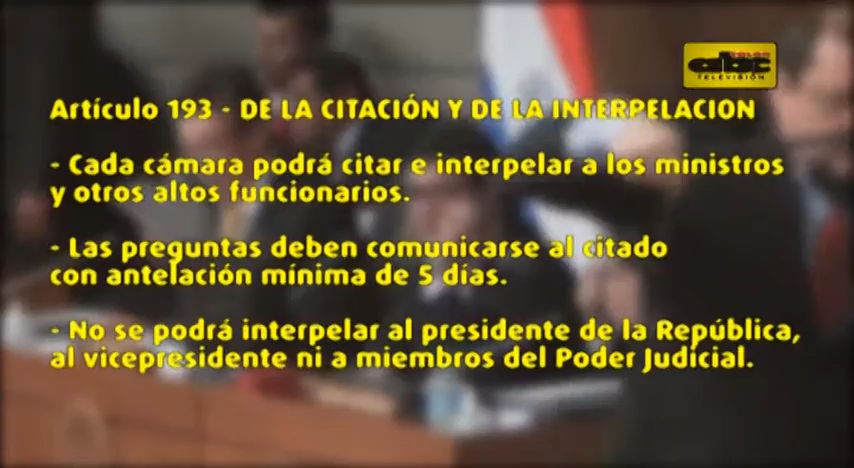 COLOR
abc
TELEVISIÓN
Artículo 193 - DE LA CITACIÓN Y DE LA INTERPELACION
- Cada cámara podrá citar e interpelar a los ministros
y otros altos funcionarios.
- Las preguntas deben comunicarse al citado
con antelación mínima de 5 días.
- No se podrá interpelar al presidente de la República,
al vicepresidente ni a miembros del Poder Judicial.